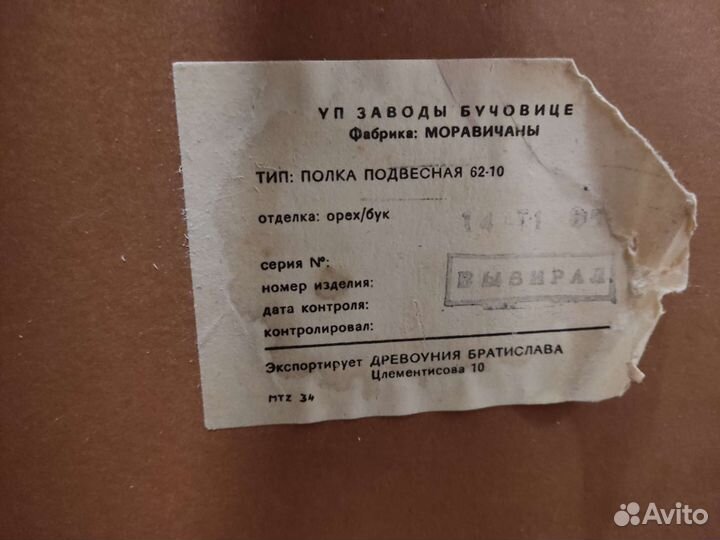 УП ЗАВОДЫ БУЧОВИЦЕ
Фабрика: МОРАВИЧАНЫ
ТИП: ПОЛКА ПОДВЕСНАЯ 62-10
отделка: орех/бук
14
серия №:
номер изделия:
ВЫБИРАЛ
дата контроля:
контролировал:
Экспортирует ДРЕВОУНИЯ БРАТИСЛАВА
Цлементисова 10
MTZ 34
Avito